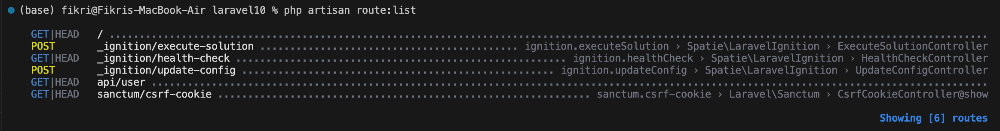 (base) fikri@Fikris-MacBook-Air laravel10 % php artisan route:list
GET|HEAD / ....................................................................................................................................................
POST _ignition/execute-solution ........................................... ignition.executeSolution › Spatie\LaravelIgnition › ExecuteSolutionController
GET|HEAD _ignition/health-check ....................................................... ignition.healthCheck › Spatie\LaravelIgnition › HealthCheckController
POST _ignition/update-config .................................................... ignition.updateConfig › Spatie\LaravelIgnition › UpdateConfigController
GET|HEAD api/user ...........................................................................................................................................
GET|HEAD sanctum/csrf-cookie .............................................................. sanctum.csrf-cookie › Laravel\Sanctum › CsrfCookieController@show
Showing [6] routes